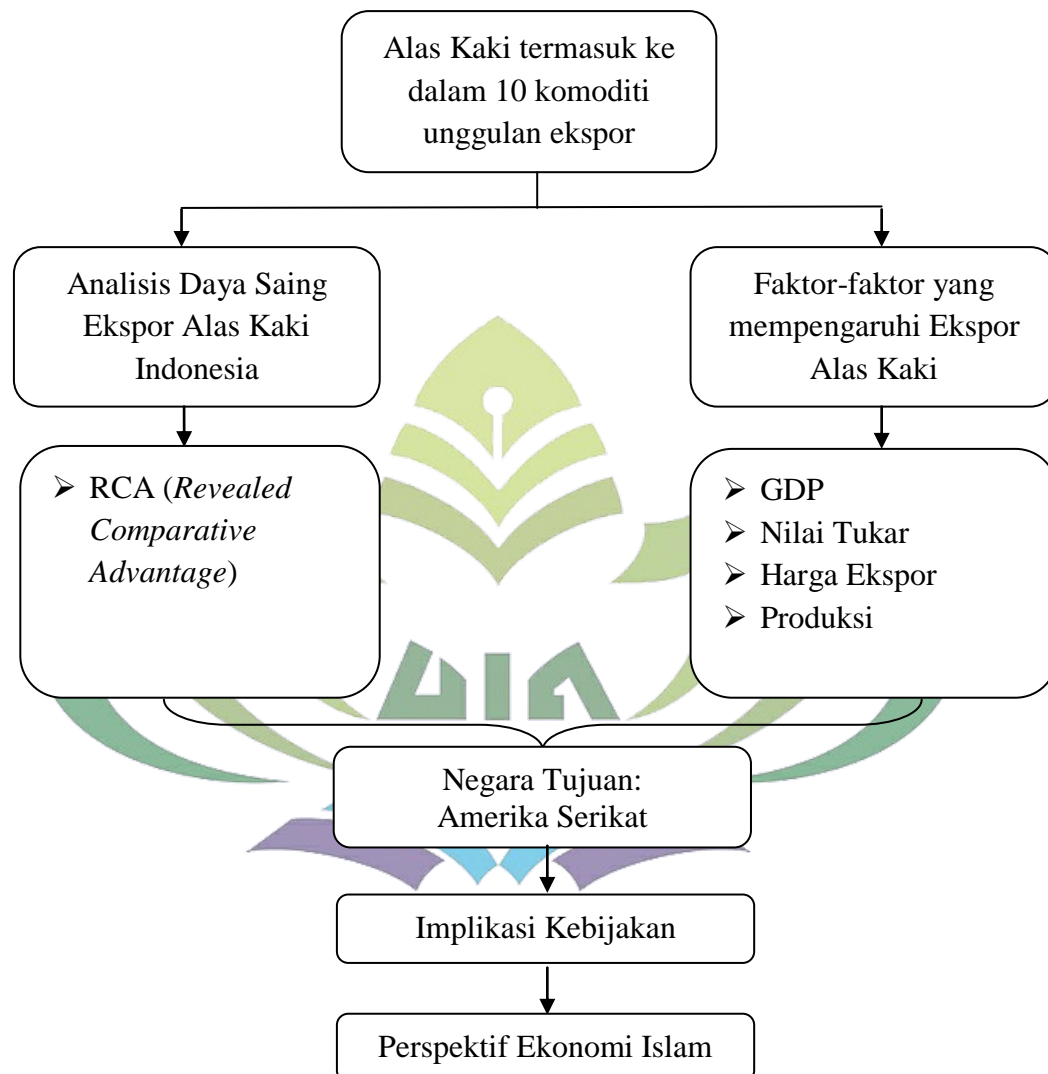 Alas Kaki termasuk ke
dalam 10 komoditi
unggulan ekspor
Analisis Daya Saing
Ekspor Alas Kaki
Indonesia
Faktor-faktor yang
mempengaruhi Ekspor
Alas Kaki
➢ RCA (Revealed
Comparative
Advantage)
➢ GDP
➢ Nilai Tukar
➢ Harga Ekspor
➢ Produksi
Negara Tujuan:
Amerika Serikat
Implikasi Kebijakan
Perspektif Ekonomi Islam